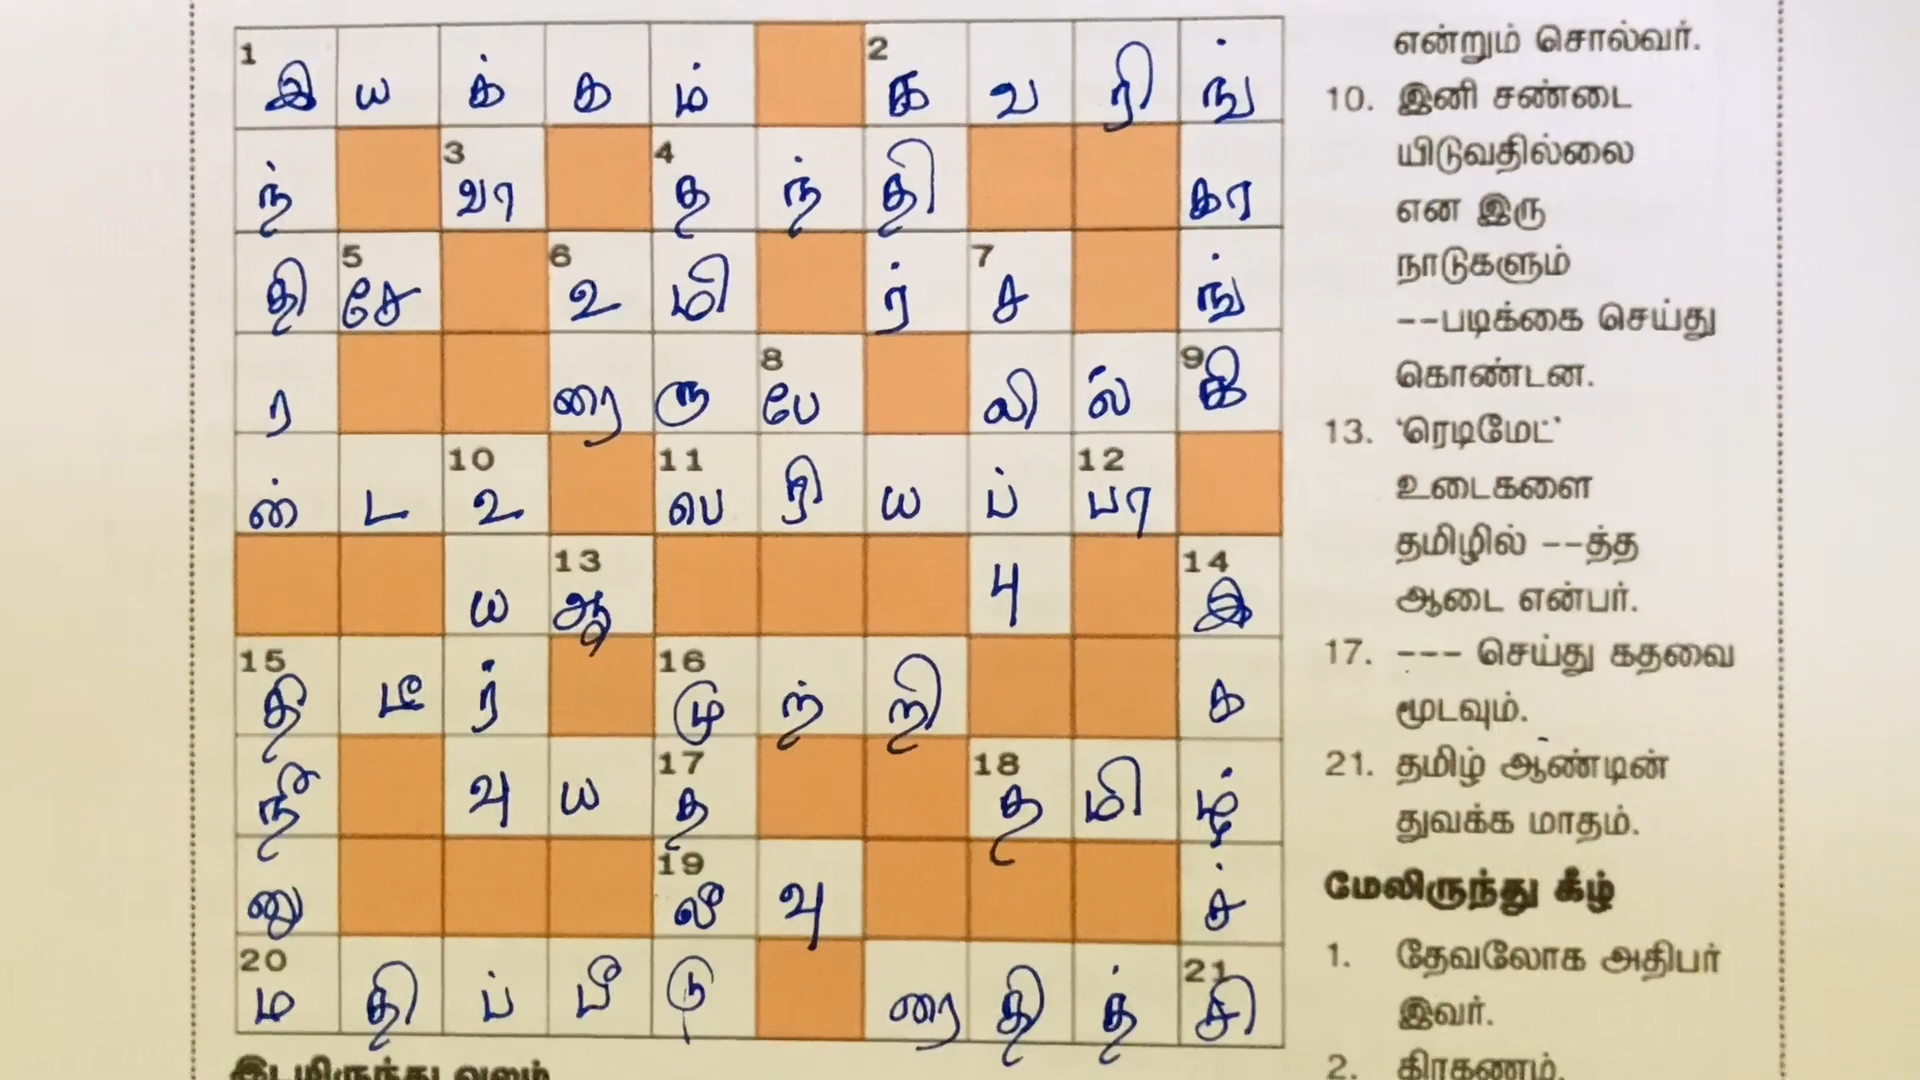 1 இ ய க் க ம் 2 க வ ரி ங்
ந் 3 வா 4 த ந் தி கா
தி 5 சே 6 உ மி ர் 7 ச ங்
ர ரை ரு 8 பே லி ல் 9 கி
ன் ட 10 உ 11 பெ ரி ய ப் 12 பா
ய 13 ஆ பு 14 இ
15 தி டீ ர் 16 மு ற் றி க
நீ வு ய 17 த 18 த மி ழ்
னு 19 லீ வு ச்
20 ம தி ப் பீ டு ரை தி த் 21 சி
இடமிருந்து வலம்
என்றும் சொல்வர்.
10. இனி சண்டை
யிடுவதில்லை
என இரு
நாடுகளும்
--படிக்கை செய்து
கொண்டன.
13. 'ரெடிமேட்'
உடைகளை
தமிழில் --த்த
ஆடை என்பர்.
17. --- செய்து கதவை
மூடவும்.
21. தமிழ் ஆண்டின்
துவக்க மாதம்.
மேலிருந்து கீழ்
1. தேவலோக அதிபர்
இவர்.
2. கிரகணம்.